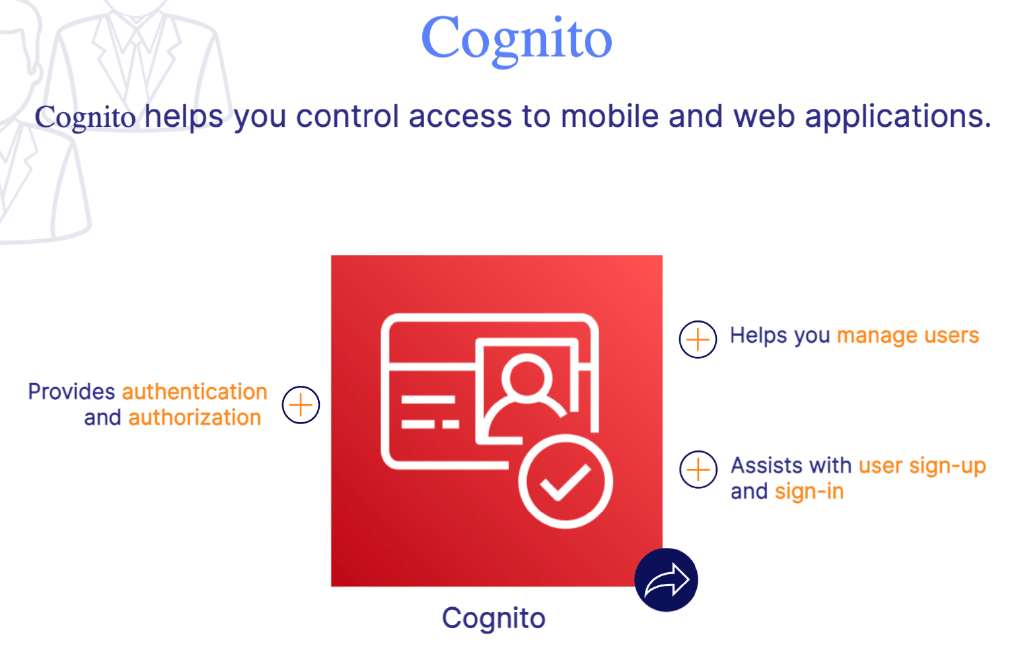 Cognito
Cognito helps you control access to mobile and web applications.
Provides authentication
and authorization
Helps you manage users
Assists with user sign-up
and sign-in
Cognito